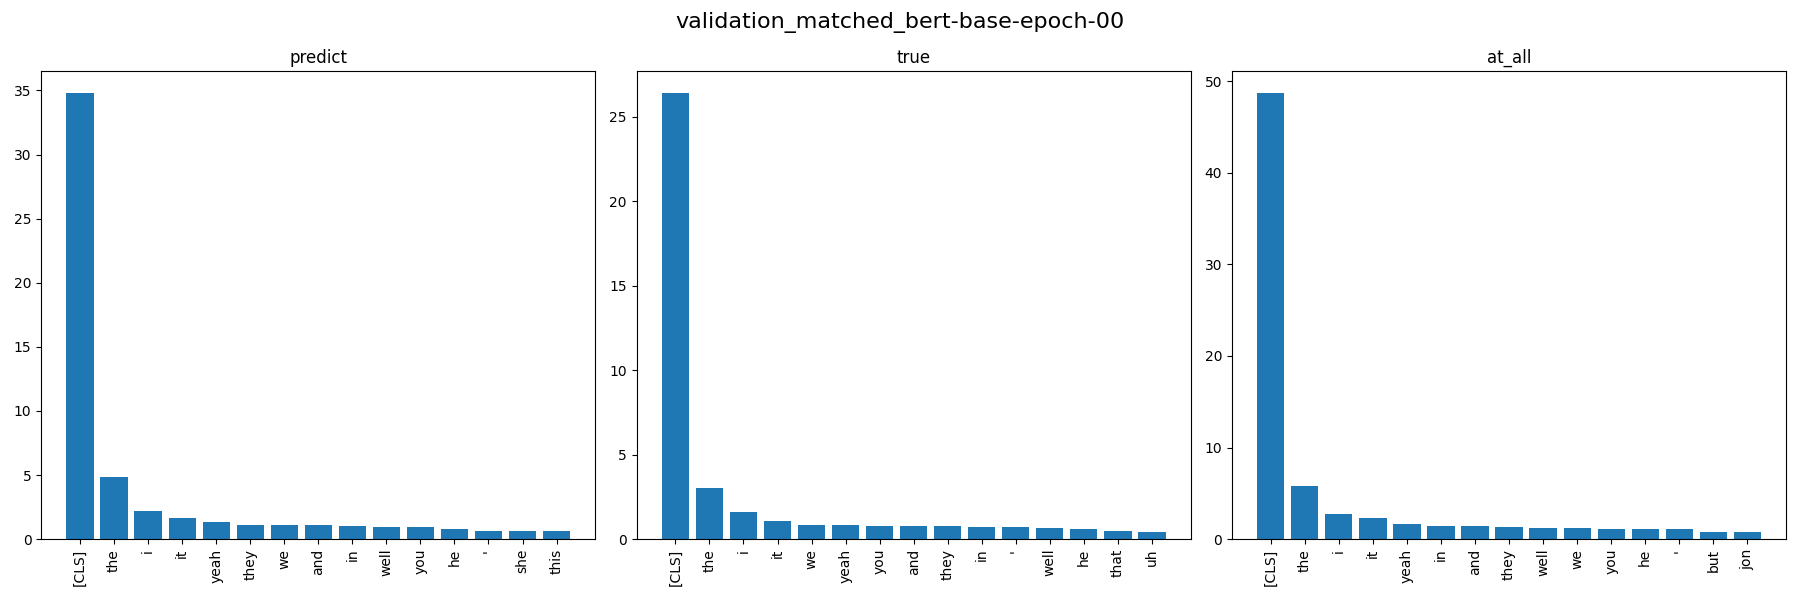 validation_matched_bert-base-epoch-00
predict
35
30
25
20
15
10
5
0
[CLS]
the
i
it
yeah
they
we
and
in
well
you
he
'
she
this
true
25
20
15
10
5
0
[CLS]
the
i
it
we
yeah
you
and
they
in
'
well
he
that
uh
at_all
50
40
30
20
10
0
[CLS]
the
i
it
yeah
in
and
they
well
we
you
he
'
but
jon